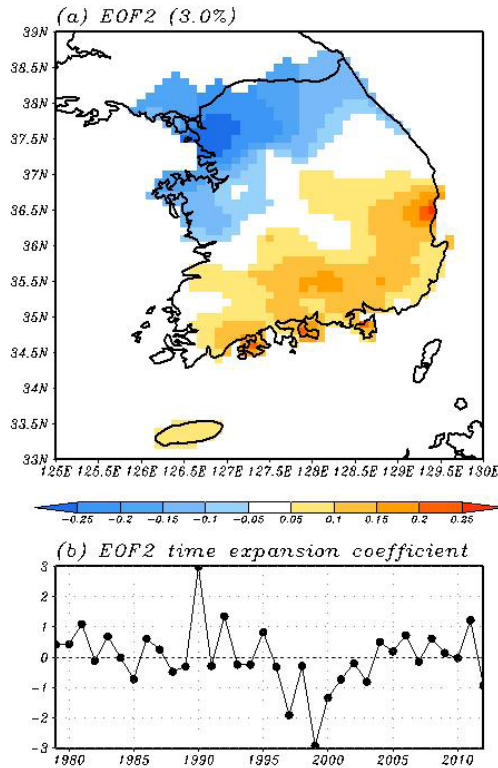 (a) EOF2 (3.0%)
39N
38.5N
38N
37.5N
37N
36.5N
36N
35.5N
35N
34.5N
34N
33.5N
33N
125E 125.5E 126E 126.5E 127E 127.5E 128E 128.5E 129E 129.5E 130E
-0.25 -0.2 -0.15 -0.1 -0.05 0.05 0.1 0.15 0.2 0.25
(b) EOF2 time expansion coefficient
3
2
1
0
-1
-2
-3
1980 1985 1990 1995 2000 2005 2010